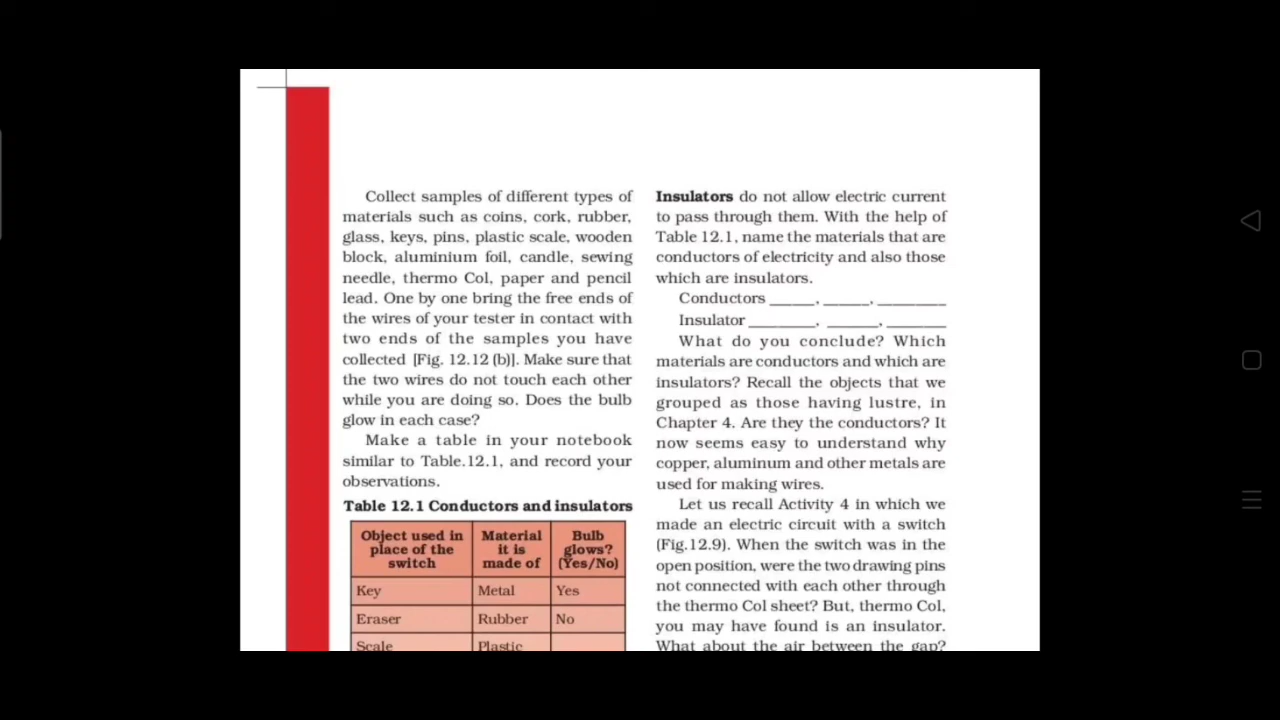 Collect samples of different types of
materials such as coins, cork, rubber,
glass, keys, pins, plastic scale, wooden
block, aluminium foil, candle, sewing
needle, thermo Col, paper and pencil
lead. One by one bring the free ends of
the wires of your tester in contact with
two ends of the samples you have
collected [Fig. 12.12 (b)]. Make sure that
the two wires do not touch each other
while you are doing so. Does the bulb
glow in each case?
Make a table in your notebook
similar to Table.12.1, and record your
observations.
Table 12.1 Conductors and insulators
Object used in place of the switch | Material it is made of | Bulb glows? (Yes/No)
Key Metal Yes
Eraser Rubber No
Scale Plastic
Insulators do not allow electric current
to pass through them. With the help of
Table 12.1, name the materials that are
conductors of electricity and also those
which are insulators.
Conductors ______, ______, _________
Insulator _________, _______, ________
What do you conclude? Which
materials are conductors and which are
insulators? Recall the objects that we
grouped as those having lustre, in
Chapter 4. Are they the conductors? It
now seems easy to understand why
copper, aluminum and other metals are
used for making wires.
Let us recall Activity 4 in which we
made an electric circuit with a switch
(Fig.12.9). When the switch was in the
open position, were the two drawing pins
not connected with each other through
the thermo Col sheet? But, thermo Col,
you may have found is an insulator.
What about the air between the gap?